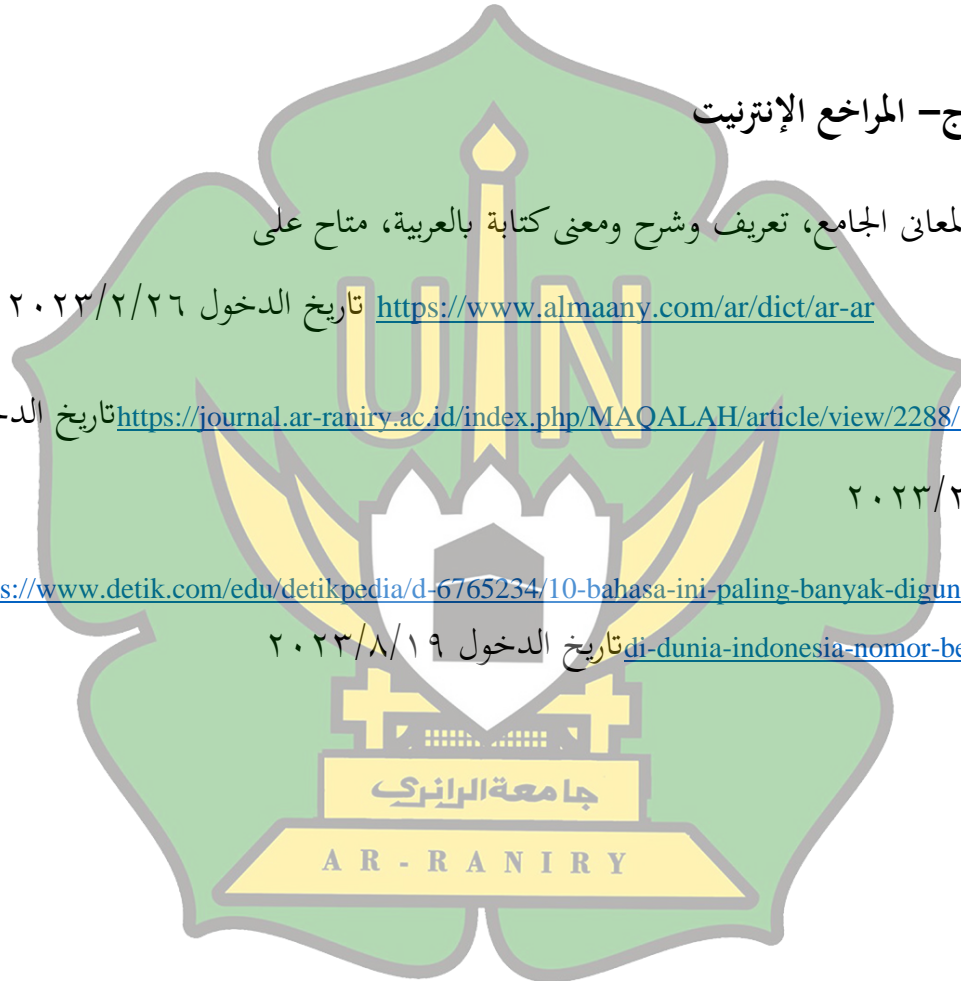 ج– المراخع الإنترنيت
لمعانى الجامع، تعريف وشرح ومعنى كتابة بالعربية، متاح على
https://www.almaany.com/ar/dict/ar-ar تاريخ الدخول ٢٠٢٣/٢/٢٦
https://journal.ar-raniry.ac.id/index.php/MAQALAH/article/view/2288/ تاريخ
٢٠٢٣/
s://www.detik.com/edu/detikpedia/d-6765234/10-bahasa-ini-paling-banyak-digun
di-dunia-indonesia-nomor-be تاريخ الدخول ٢٠٢٣/٨/١٩
UIN
جامعة الرانري
AR-RANIRY